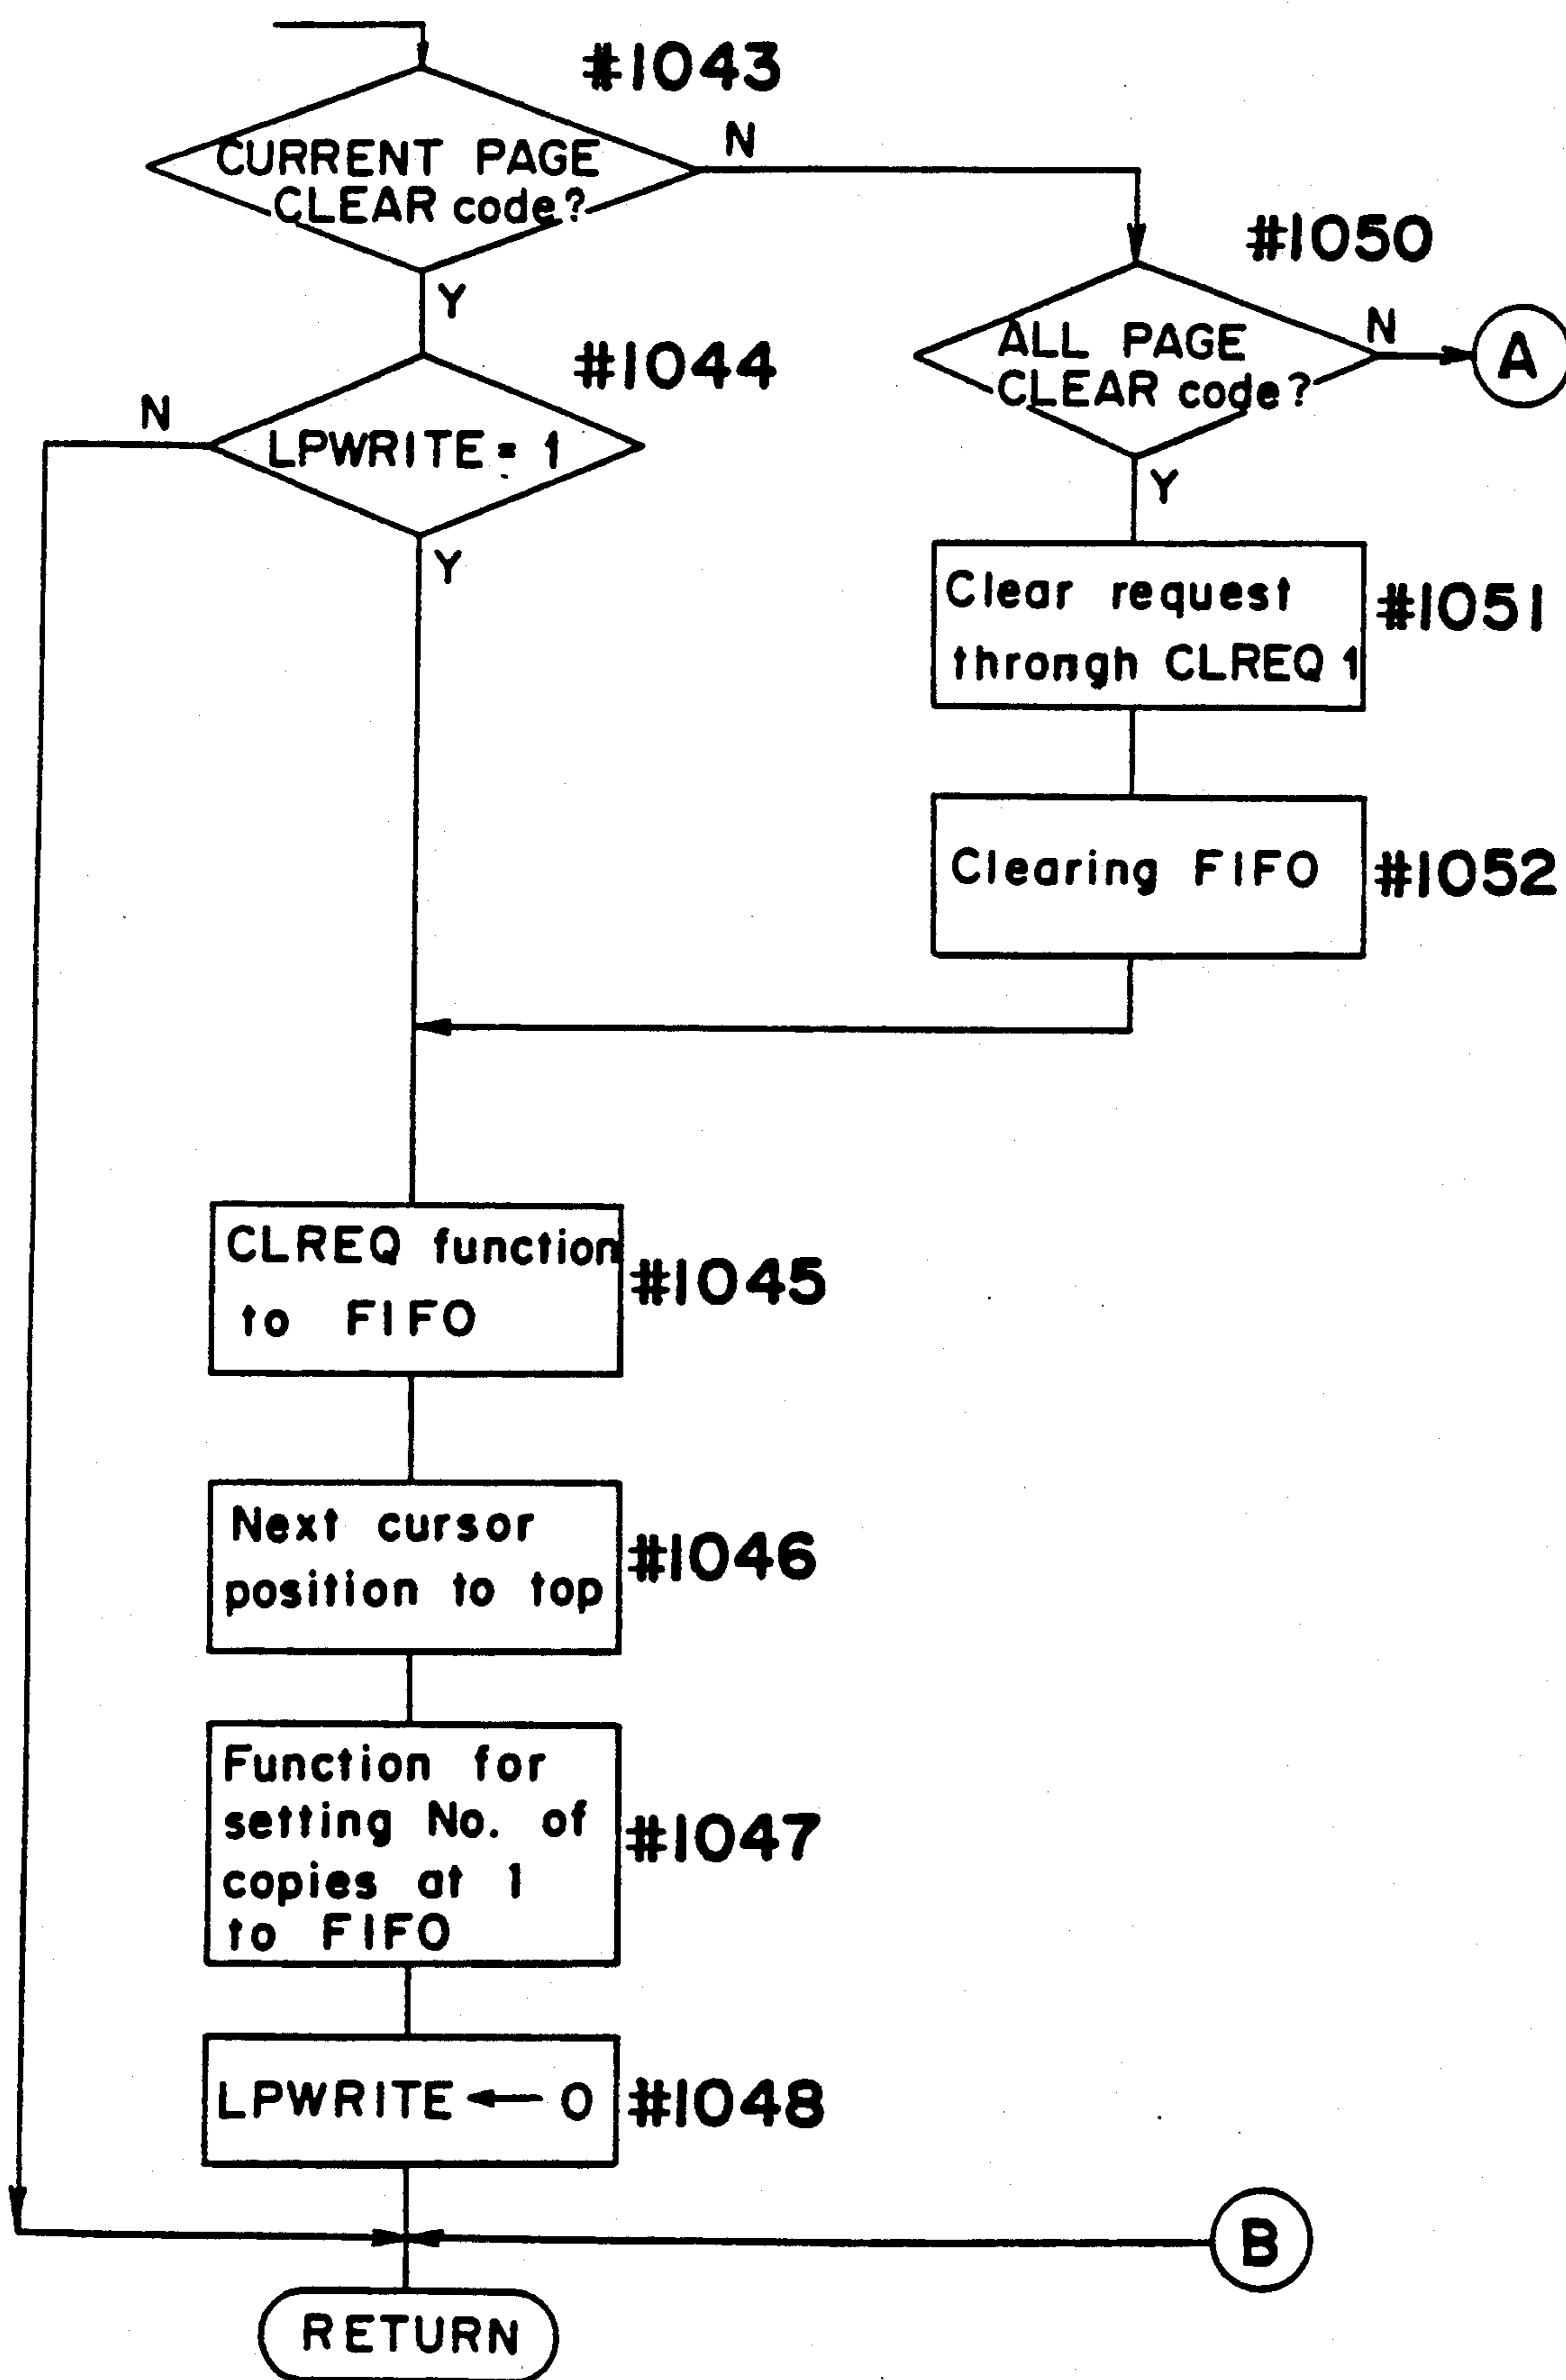 #1043
CURRENT PAGE
CLEAR code?
N
Y
#1050
ALL PAGE
CLEAR code?
N
A
Y
#1044
LPWRITE = 1
N
Y
Clear request
throngh CLREQ 1
#1051
Clearing FIFO
#1052
CLREQ function
to FIFO
#1045
Next cursor
position to top
#1046
Function for
setting No. of
copies at 1
to FIFO
#1047
LPWRITE ← 0
#1048
B
RETURN